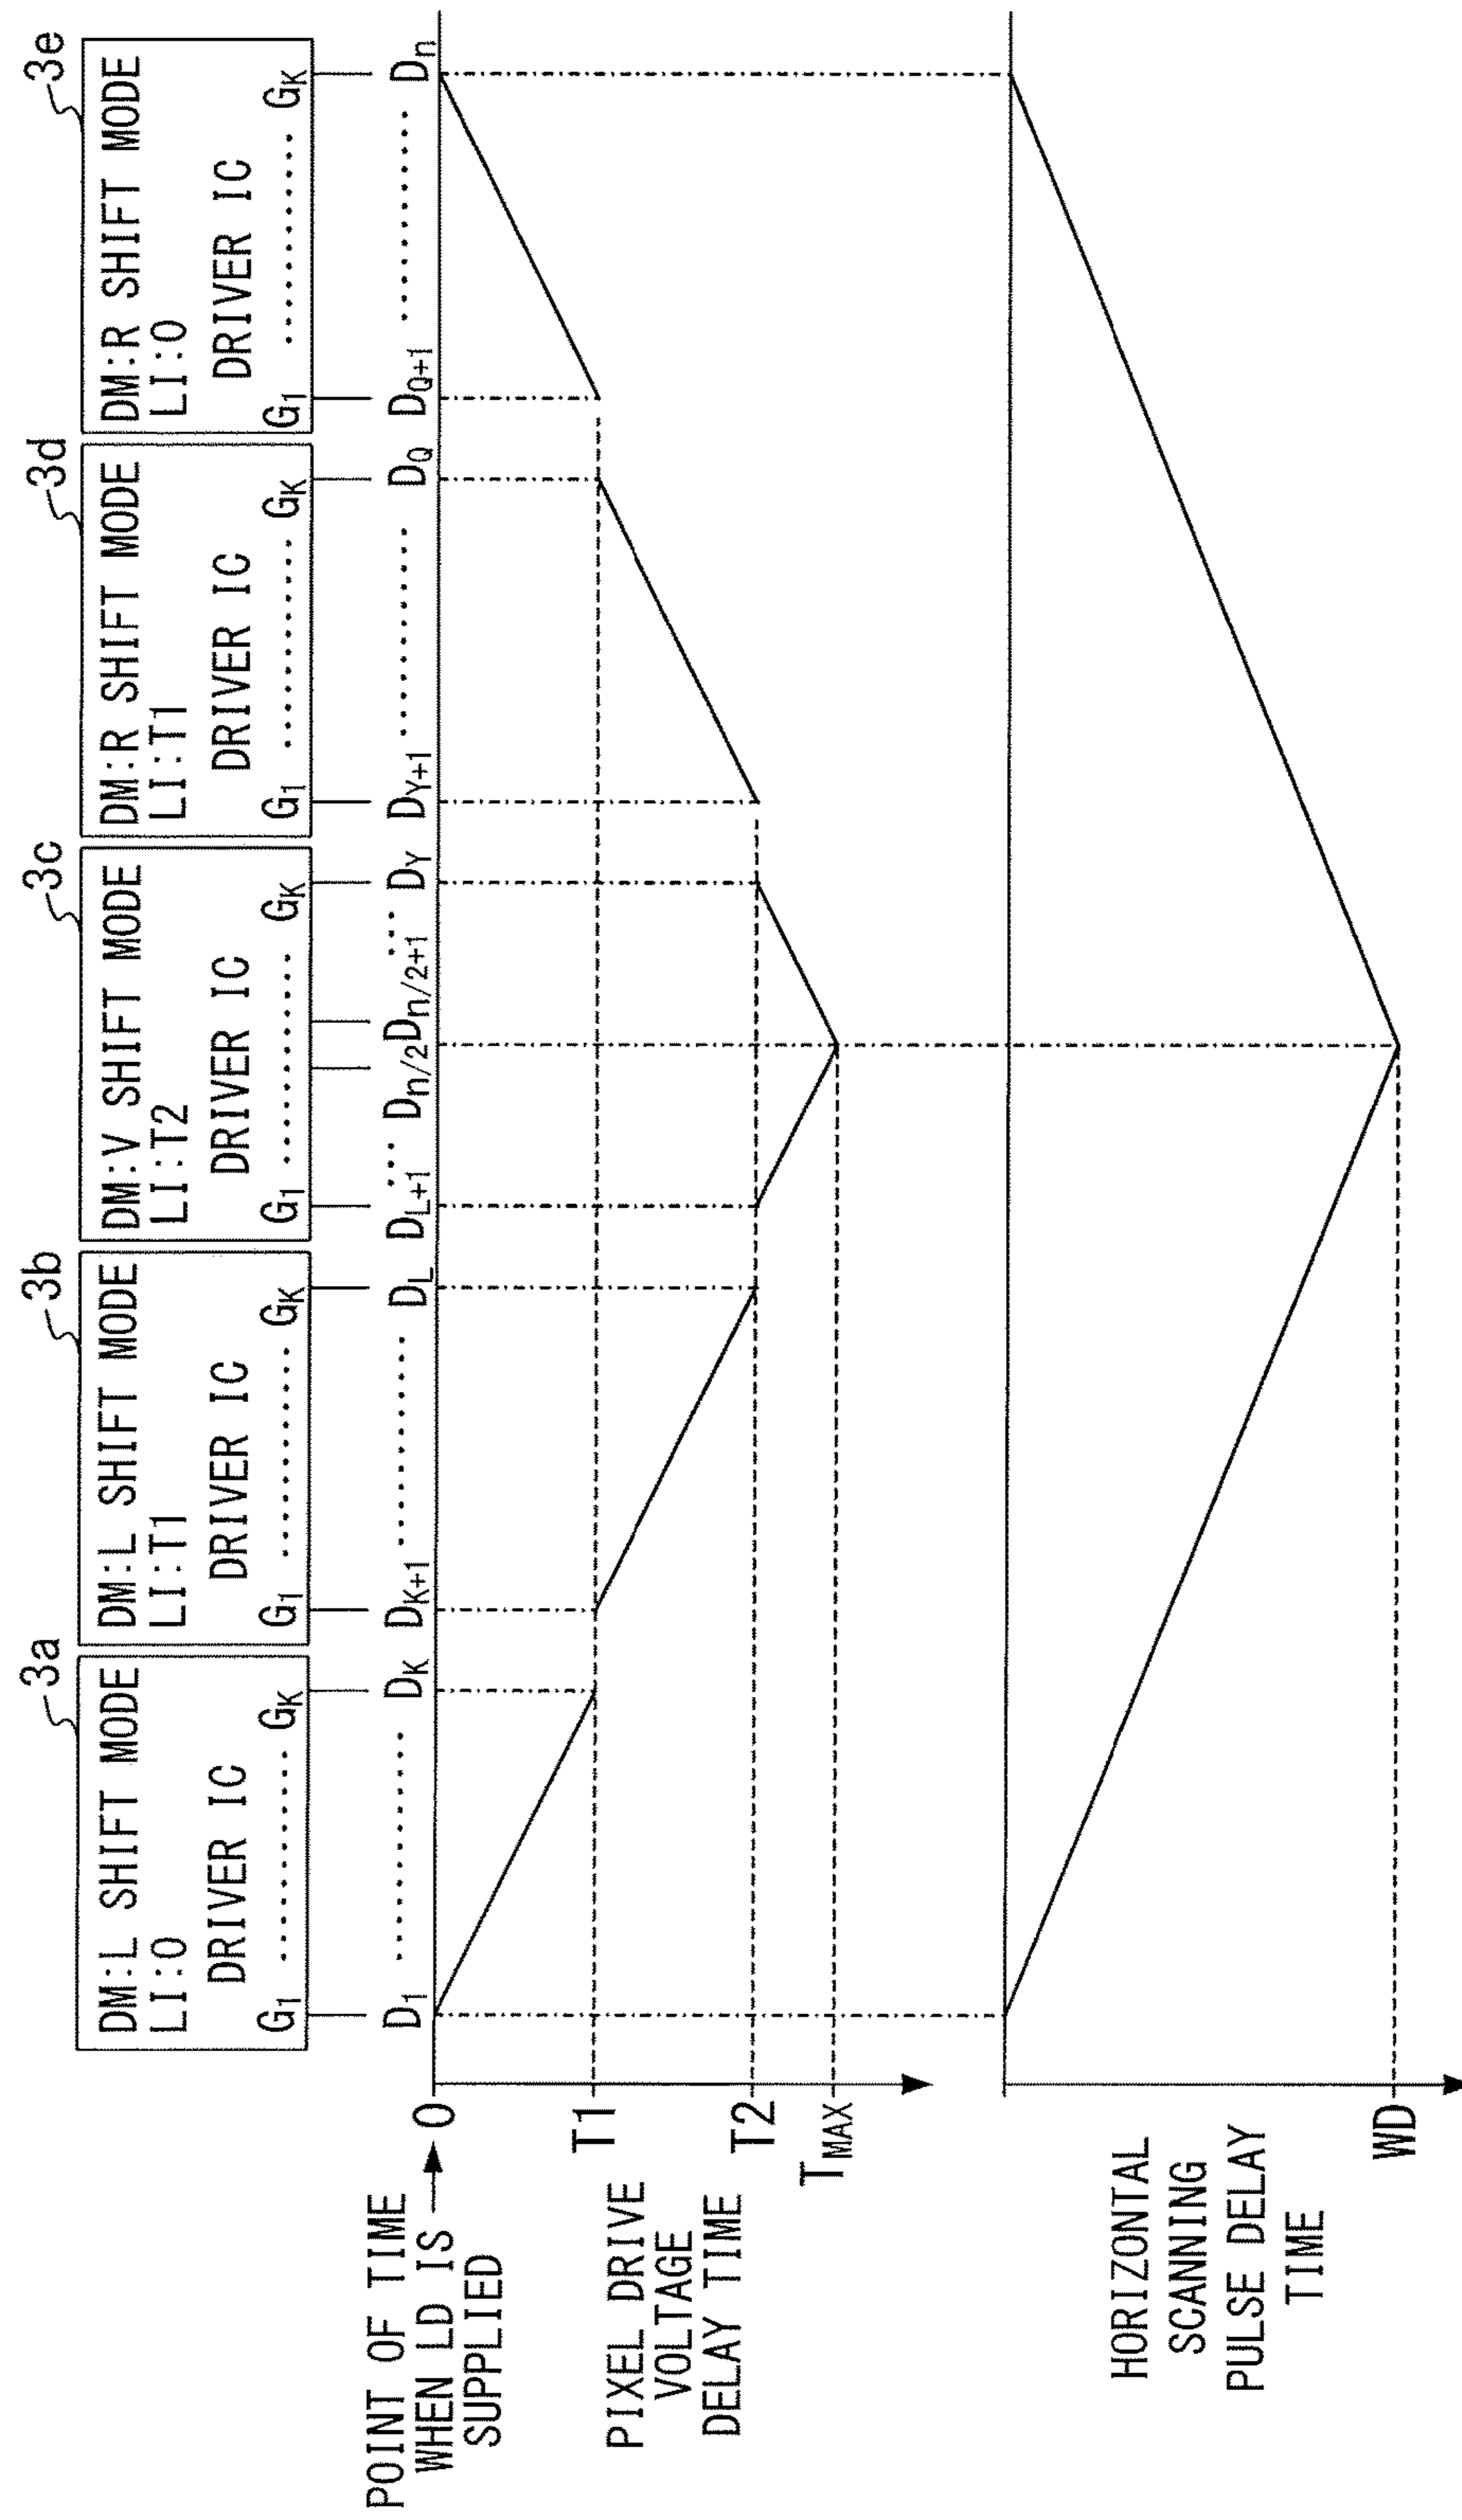 3a
DM:L SHIFT MODE
LI:0
DRIVER IC
G1 ......... GK
3b
DM:L SHIFT MODE
LI:T1
DRIVER IC
G1 ......... GK
3c
DM:V SHIFT MODE
LI:T2
DRIVER IC
G1 ......... GK
3d
DM:R SHIFT MODE
LI:T1
DRIVER IC
G1 ......... GK
3e
DM:R SHIFT MODE
LI:0
DRIVER IC
G1 ......... GK
D1 ......... DK DK+1 ......... DL DL+1 ... Dn/2 Dn/2+1 ... DY DY+1 ......... DQ DQ+1 ......... Dn
POINT OF TIME
WHEN LD IS
SUPPLIED
0
T1
T2
TMAX
PIXEL DRIVE
VOLTAGE
DELAY TIME
HORIZONTAL
SCANNING
PULSE DELAY
TIME
WD